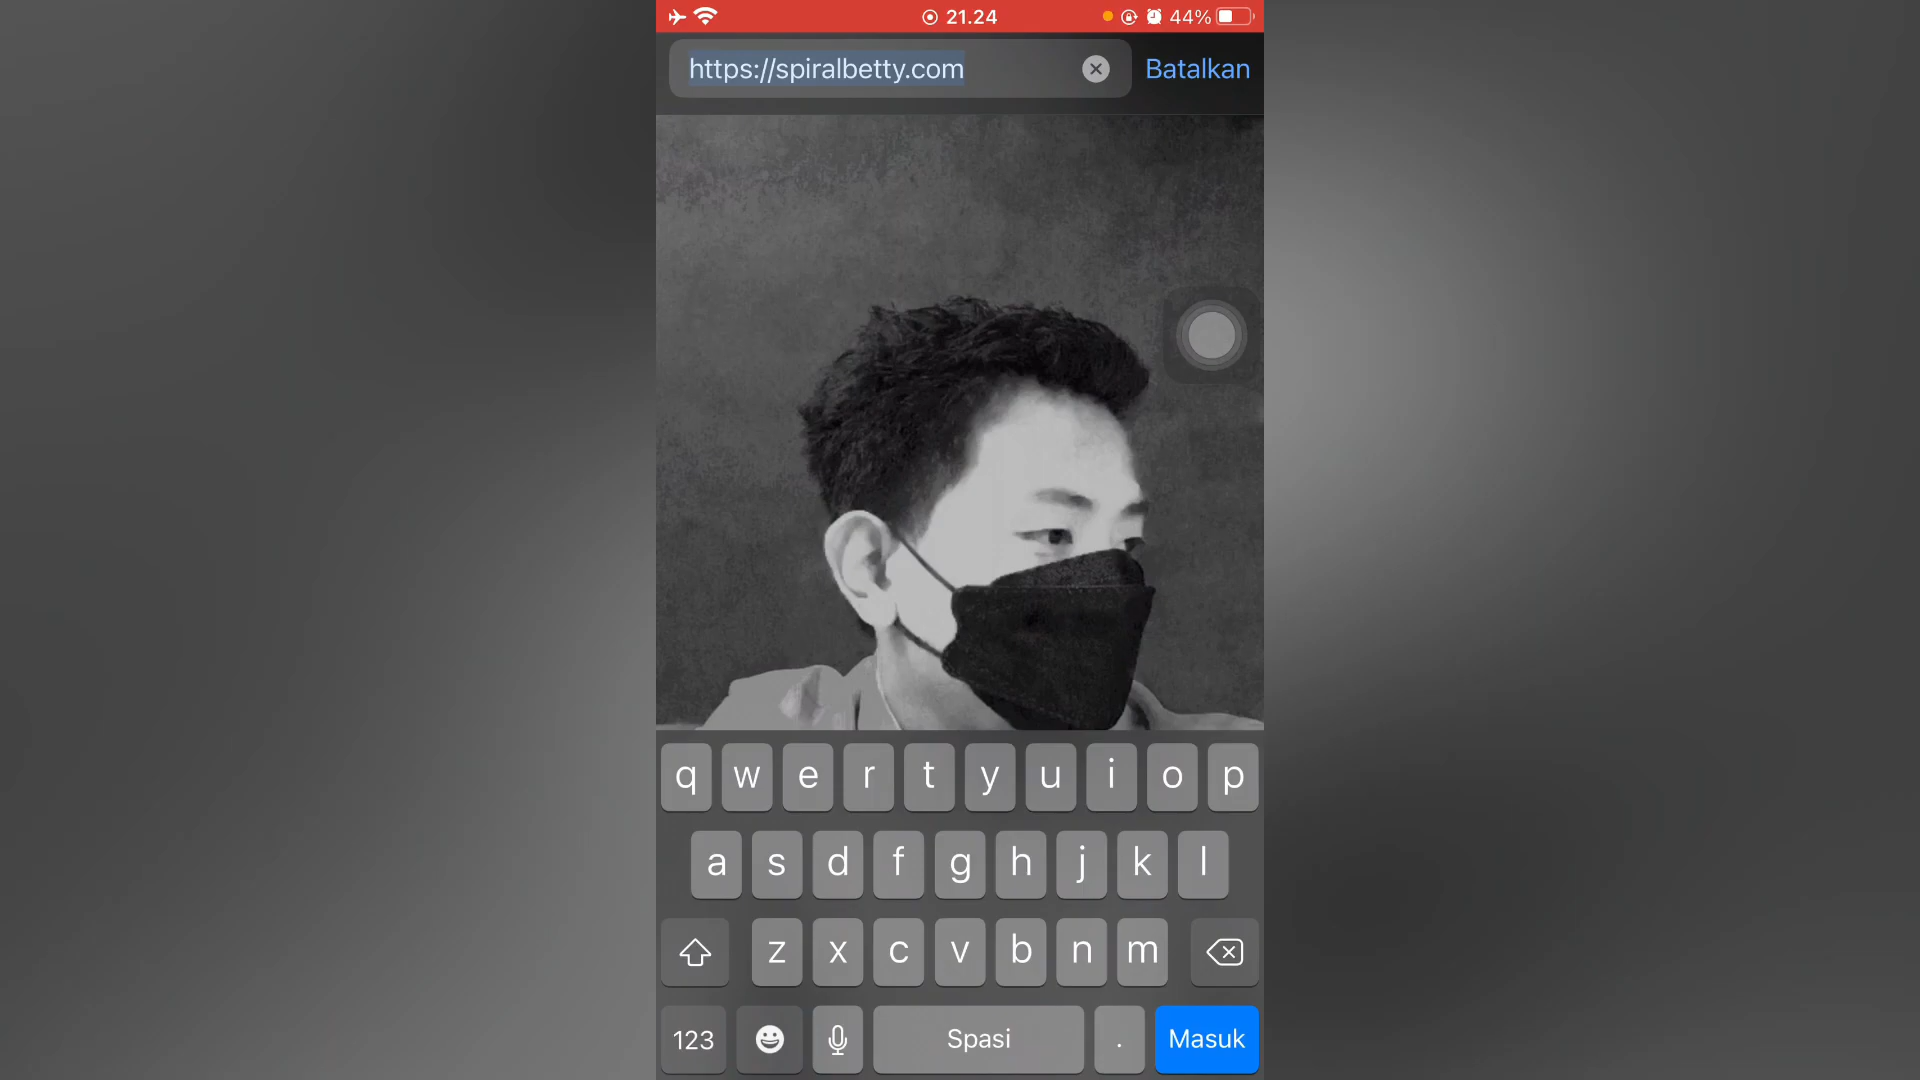 21.24
44%
https://spiralbetty.com
Batalkan
q w e r t y u i o p
a s d f g h j k l
z x c v b n m
123
Spasi
.
Masuk